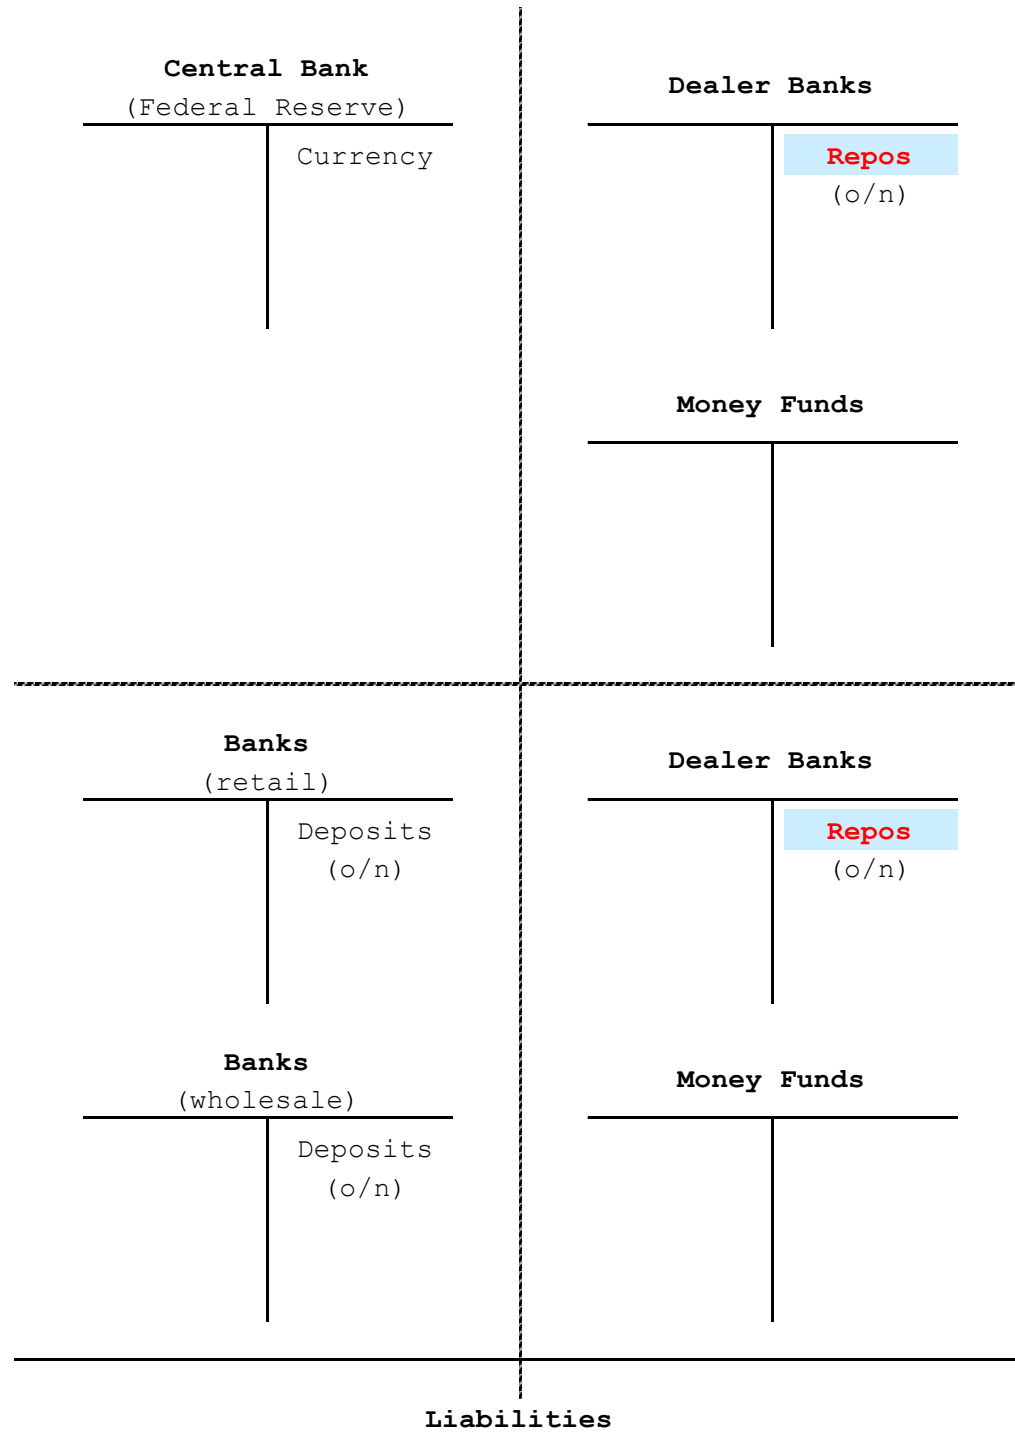 Central Bank
(Federal Reserve)
Currency
Dealer Banks
Repos
(o/n)
Money Funds
Banks
(retail)
Deposits
(o/n)
Dealer Banks
Repos
(o/n)
Banks
(wholesale)
Deposits
(o/n)
Money Funds
Liabilities